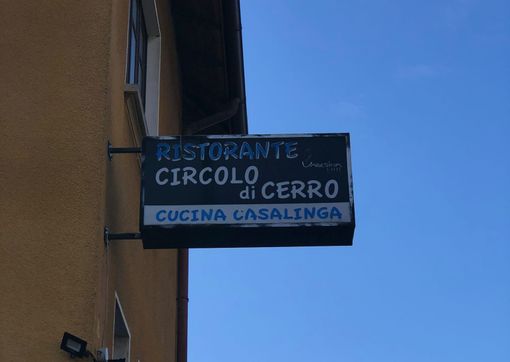 RISTORANTE
CIRCOLO
di CERRO
CUCINA CASALINGA